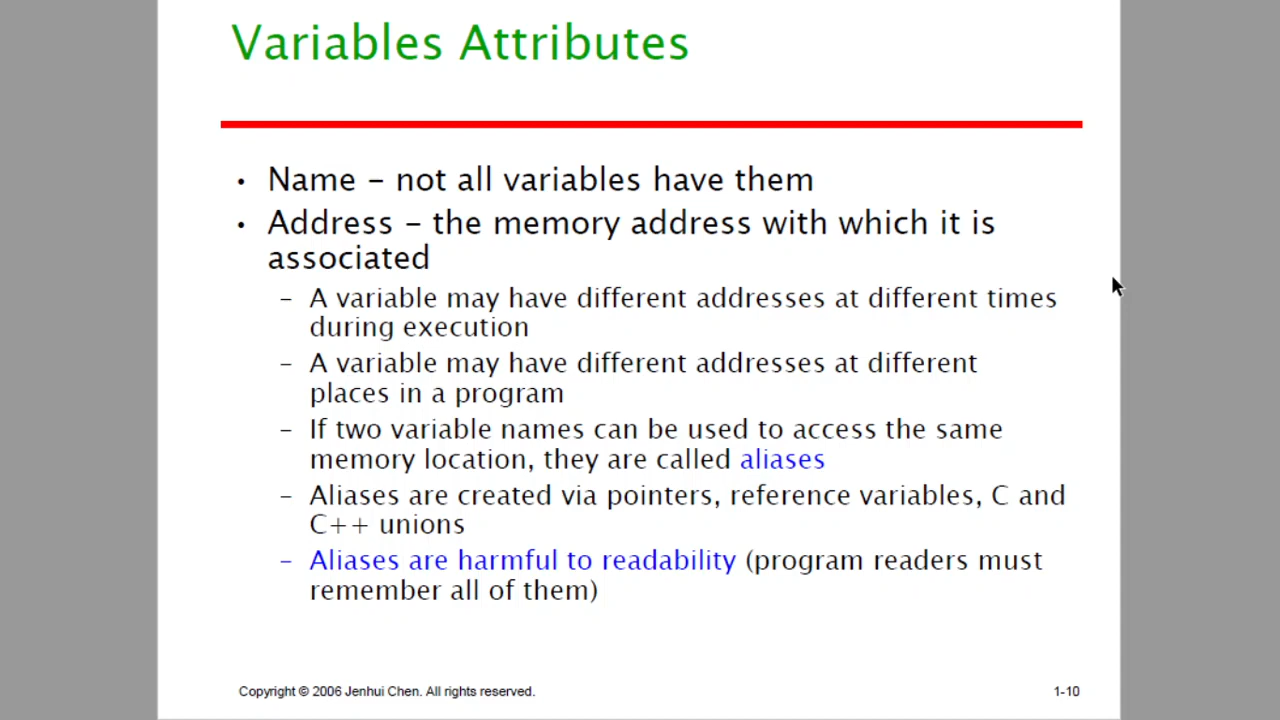 Variables Attributes
• Name – not all variables have them
• Address – the memory address with which it is
associated
– A variable may have different addresses at different times
during execution
– A variable may have different addresses at different
places in a program
– If two variable names can be used to access the same
memory location, they are called aliases
– Aliases are created via pointers, reference variables, C and
C++ unions
– Aliases are harmful to readability (program readers must
remember all of them)
Copyright © 2006 Jenhui Chen. All rights reserved.
1-10